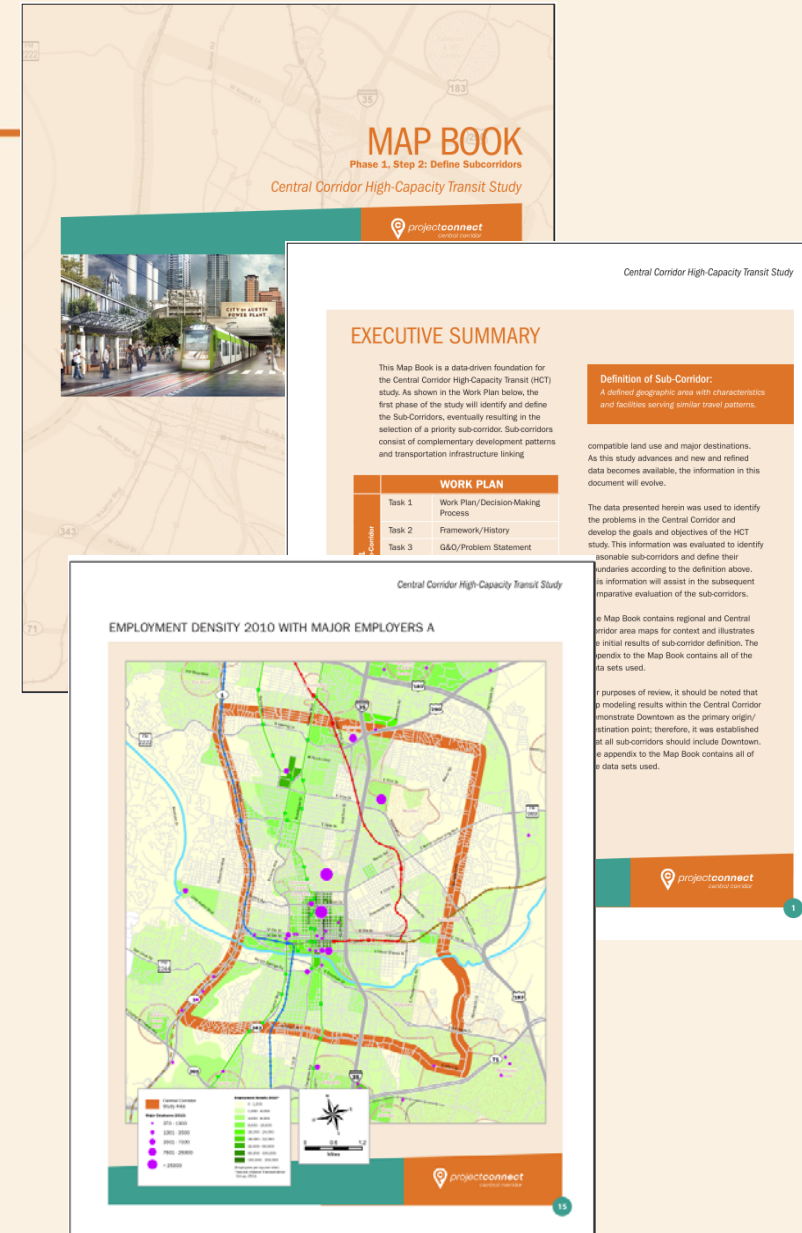 MAP BOOK
Phase 1, Step 2: Define Subcorridors
Central Corridor High-Capacity Transit Study
projectconnect
central corridor
CITY OF AUSTIN
POWER PLANT
Central Corridor High-Capacity Transit Study
EXECUTIVE SUMMARY
This Map Book is a data-driven foundation for
the Central Corridor High-Capacity Transit (HCT)
study. As shown in the Work Plan below, the
first phase of the study will identify and define
the Sub-Corridors, eventually resulting in the
selection of a priority sub-corridor. Sub-corridors
consist of complementary development patterns
and transportation infrastructure linking
WORK PLAN
Task 1 Work Plan/Decision-Making
Process
Task 2 Framework/History
Task 3 G&O/Problem Statement
Definition of Sub-Corridor:
A defined geographic area with characteristics
and facilities serving similar travel patterns.
compatible land use and major destinations.
As this study advances and new and refined
data becomes available, the information in this
document will evolve.
The data presented herein was used to identify
the problems in the Central Corridor and
develop the goals and objectives of the HCT
study. This information was evaluated to identify
easonable sub-corridors and define their
oundaries according to the definition above.
is information will assist in the subsequent
omparative evaluation of the sub-corridors.
e Map Book contains regional and Central
orridor area maps for context and illustrates
e initial results of sub-corridor definition. The
ppendix to the Map Book contains all of the
ata sets used.
r purposes of review, it should be noted that
p modeling results within the Central Corridor
emonstrate Downtown as the primary origin/
estination point; therefore, it was established
at all sub-corridors should include Downtown.
e appendix to the Map Book contains all of
e data sets used.
projectconnect
central corridor
1
Central Corridor High-Capacity Transit Study
EMPLOYMENT DENSITY 2010 WITH MAJOR EMPLOYERS A
Central Corridor
Study Area
0 0.6 1.2
Miles
projectconnect
central corridor
15